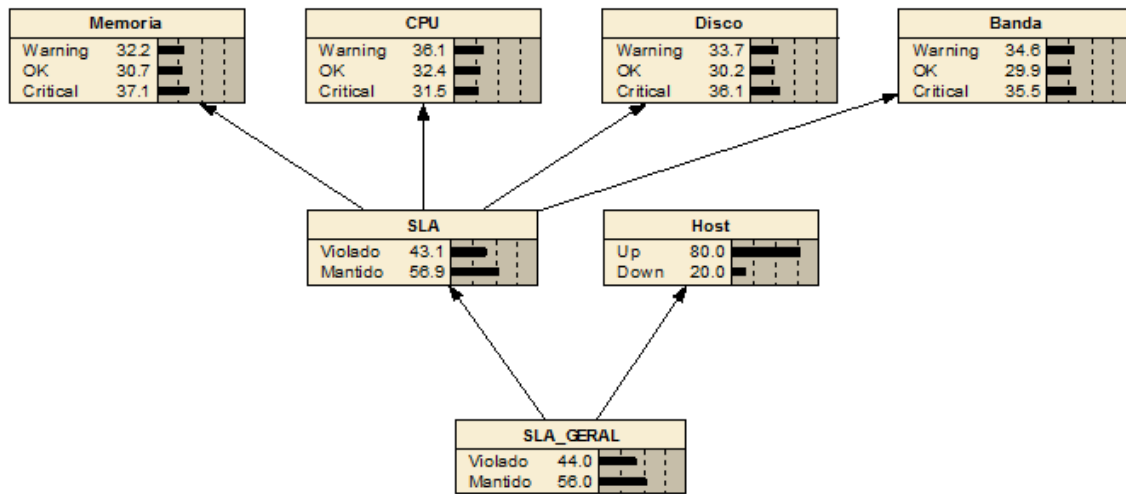 Memoria
Warning 32.2
OK 30.7
Critical 37.1
CPU
Warning 36.1
OK 32.4
Critical 31.5
Disco
Warning 33.7
OK 30.2
Critical 36.1
Banda
Warning 34.6
OK 29.9
Critical 35.5
SLA
Violado 43.1
Mantido 56.9
Host
Up 80.0
Down 20.0
SLA_GERAL
Violado 44.0
Mantido 56.0